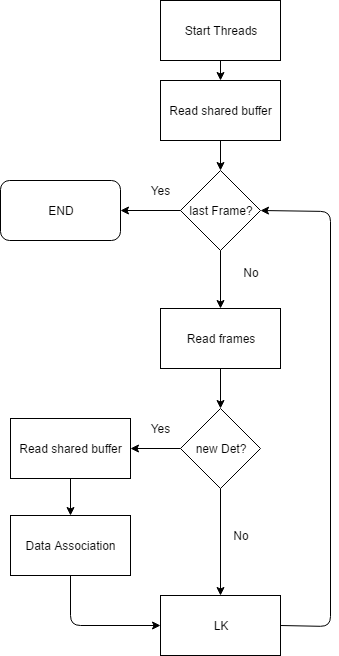 Start Threads
Read shared buffer
Yes
last Frame?
END
No
Read frames
Yes
new Det?
Read shared buffer
No
Data Association
LK